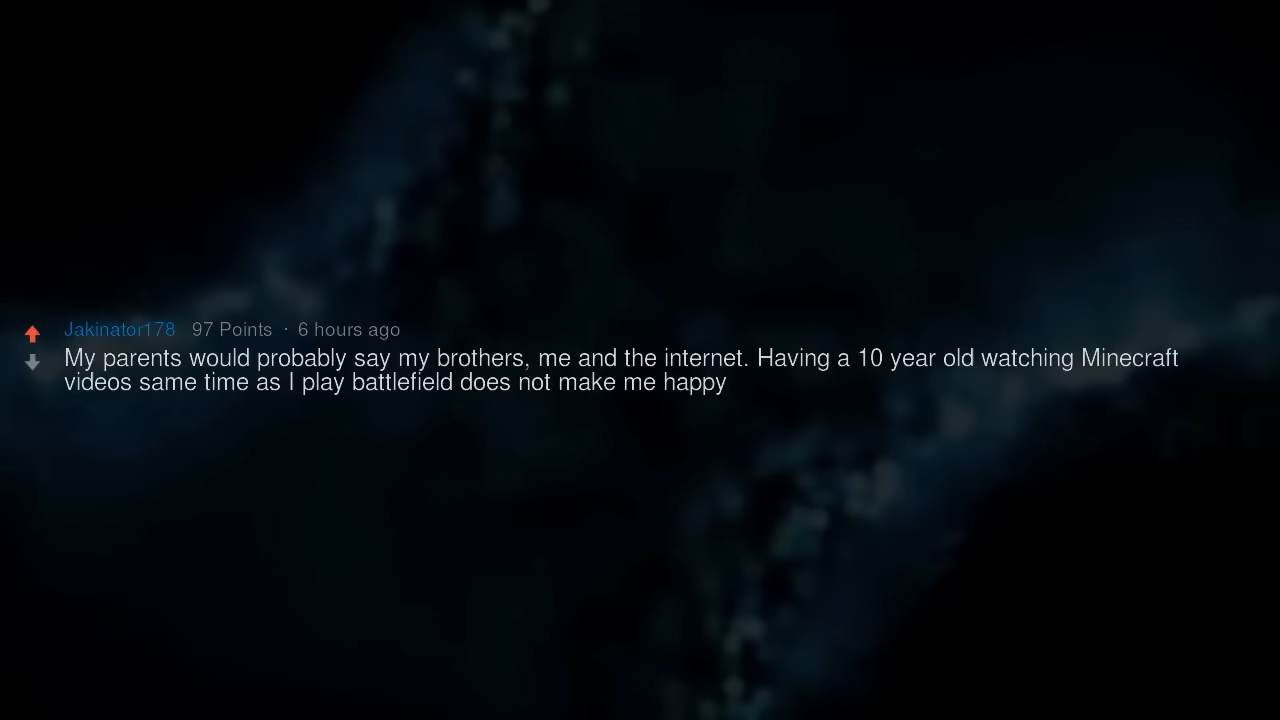 Jakinator178 97 Points · 6 hours ago
My parents would probably say my brothers, me and the internet. Having a 10 year old watching Minecraft
videos same time as I play battlefield does not make me happy